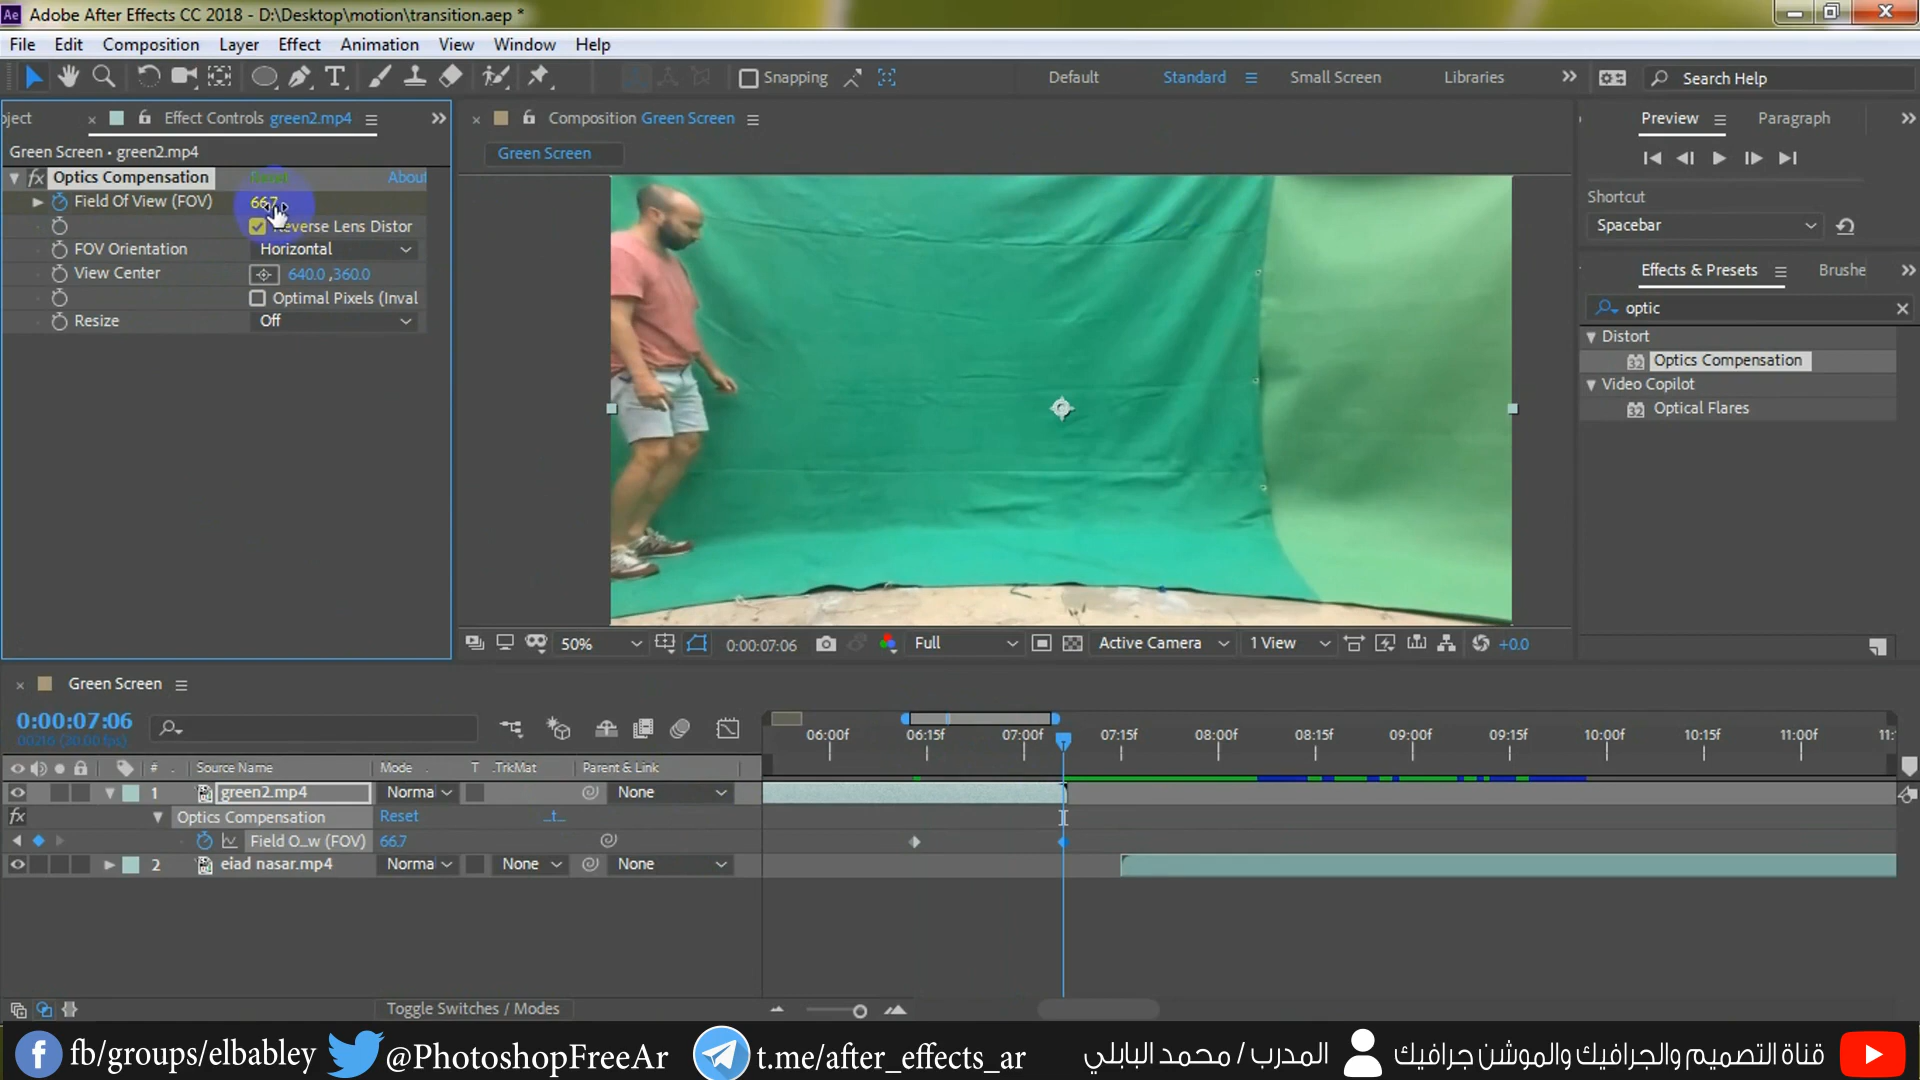 Adobe After Effects CC 2018 - D:\Desktop\motion\transition.aep *
File Edit Composition Layer Effect Animation View Window Help
Snapping Default Standard Small Screen Libraries Search Help
oject Effect Controls green2.mp4
Composition Green Screen
Preview Paragraph
Green Screen • green2.mp4
Green Screen
Optics Compensation Reset About
Field Of View (FOV) 66.7
Reverse Lens Distor
FOV Orientation Horizontal
View Center 640.0 ,360.0
Optimal Pixels (Inval
Resize Off
Shortcut
Spacebar
Effects & Presets Brushe
optic
Distort
32 Optics Compensation
Video Copilot
32 Optical Flares
50% 0:00:07:06 Full Active Camera 1 View +0.0
Green Screen
0:00:07:06
06:00f 06:15f 07:00f 07:15f 08:00f 08:15f 09:00f 09:15f 10:00f 10:15f 11:00f 11:
# . Source Name Mode T .TrkMat Parent & Link
1 green2.mp4 Norma None
fx Optics Compensation Reset ..t..
Field O...w (FOV) 66.7
2 eiad nasar.mp4 Norma None None
Toggle Switches / Modes
fb/groups/elbabley @PhotoshopFreeAr t.me/after_effects_ar المدرب / محمد البابلي قناة التصميم والجرافيك والموشن جرافيك